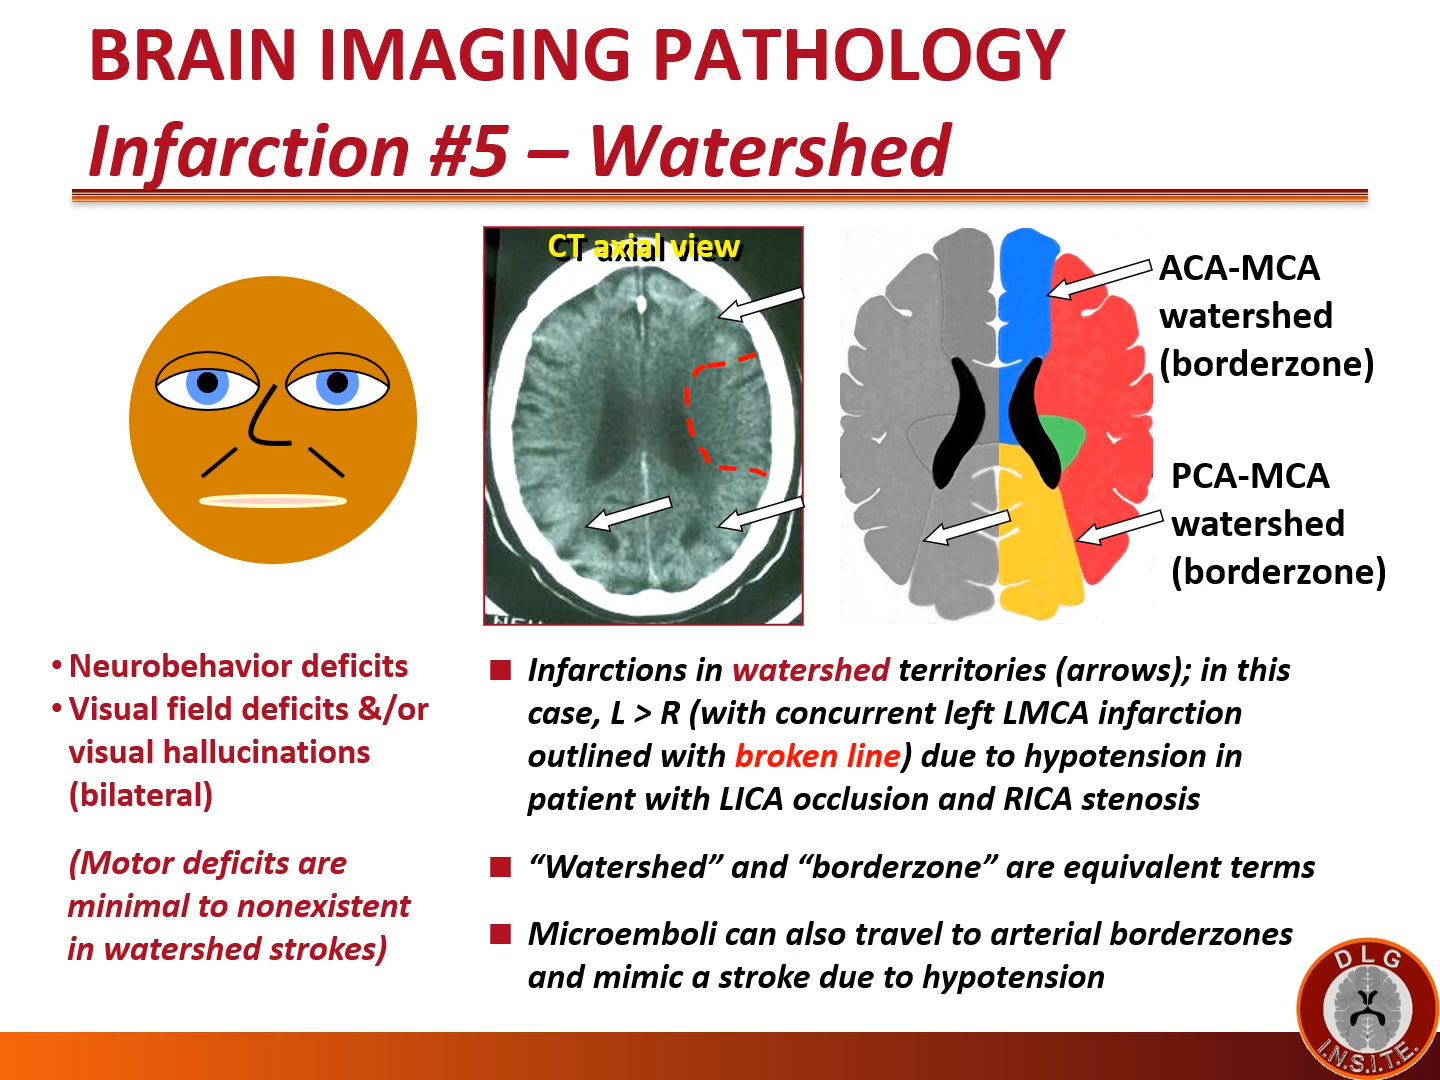 BRAIN IMAGING PATHOLOGY
Infarction #5 – Watershed
CT axial view
ACA-MCA
watershed
(borderzone)
PCA-MCA
watershed
(borderzone)
• Neurobehavior deficits
• Visual field deficits &/or
visual hallucinations
(bilateral)
(Motor deficits are
minimal to nonexistent
in watershed strokes)
■ Infarctions in watershed territories (arrows); in this
case, L > R (with concurrent left LMCA infarction
outlined with broken line) due to hypotension in
patient with LICA occlusion and RICA stenosis
■ “Watershed” and “borderzone” are equivalent terms
■ Microemboli can also travel to arterial borderzones
and mimic a stroke due to hypotension
DLG
I.N.S.I.T.E.